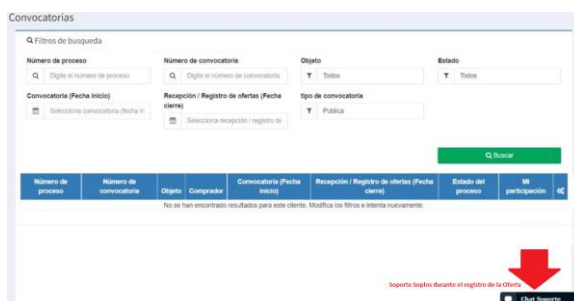 Convocatorias
Filtros de busqueda
Número de proceso
Número de convocatoria
Objeto
Estado
Digite el número de proceso
Digite el número de convocatoria
Todos
Todos
Convocatoria (Fecha inicio)
Recepción / Registro de ofertas (Fecha cierre)
tipo de convocatoria
Selecciona convocatoria (fecha in
Selecciona recepción / registro de
Pública
Buscar
Número de proceso
Número de convocatoria
Objeto
Comprador
Convocatoria (Fecha inicio)
Recepción / Registro de ofertas (Fecha cierre)
Estado del proceso
Mi participación
No se han encontrado resultados para este cliente. Modifica los filtros e intenta nuevamente.
Soporte Suplos durante el registro de la Oferta
Chat Soporte